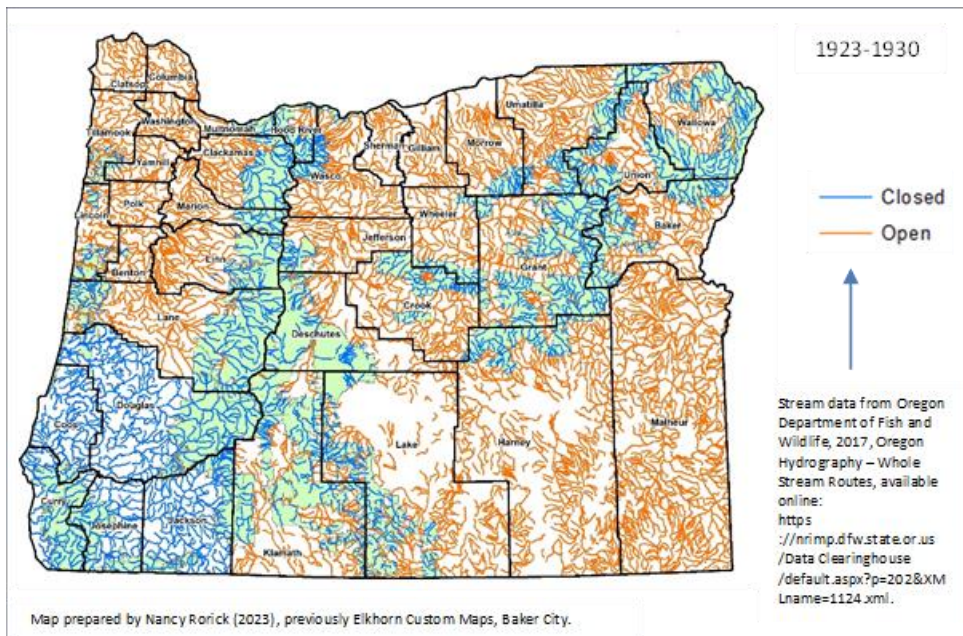 1923-1930
Clatsop
Columbia
Tillamook
Washington
Multnomah
Hood River
Yamhill
Clackamas
Wasco
Sherman
Gilliam
Morrow
Umatilla
Wallowa
Union
Polk
Marion
Lincoln
Wheeler
Baker
Jefferson
Benton
Linn
Grant
Crook
Lane
Deschutes
Douglas
Coos
Lake
Harney
Malheur
Curry
Josephine
Jackson
Klamath
Closed
Open
Stream data from Oregon
Department of Fish and
Wildlife, 2017, Oregon
Hydrography – Whole
Stream Routes, available
online:
https
://nrimp.dfw.state.or.us
/Data Clearinghouse
/default.aspx?p=202&XM
Lname=1124.xml.
Map prepared by Nancy Rorick (2023), previously Elkhorn Custom Maps, Baker City.